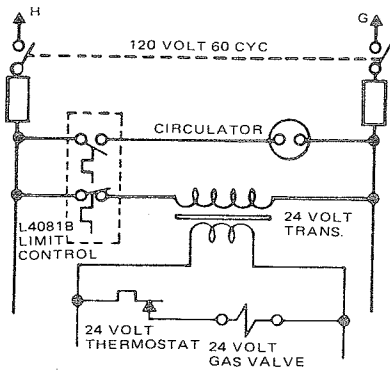 H
G
120 VOLT 60 CYC
CIRCULATOR
L4081B
LIMIT
CONTROL
24 VOLT
TRANS.
24 VOLT
THERMOSTAT
24 VOLT
GAS VALVE